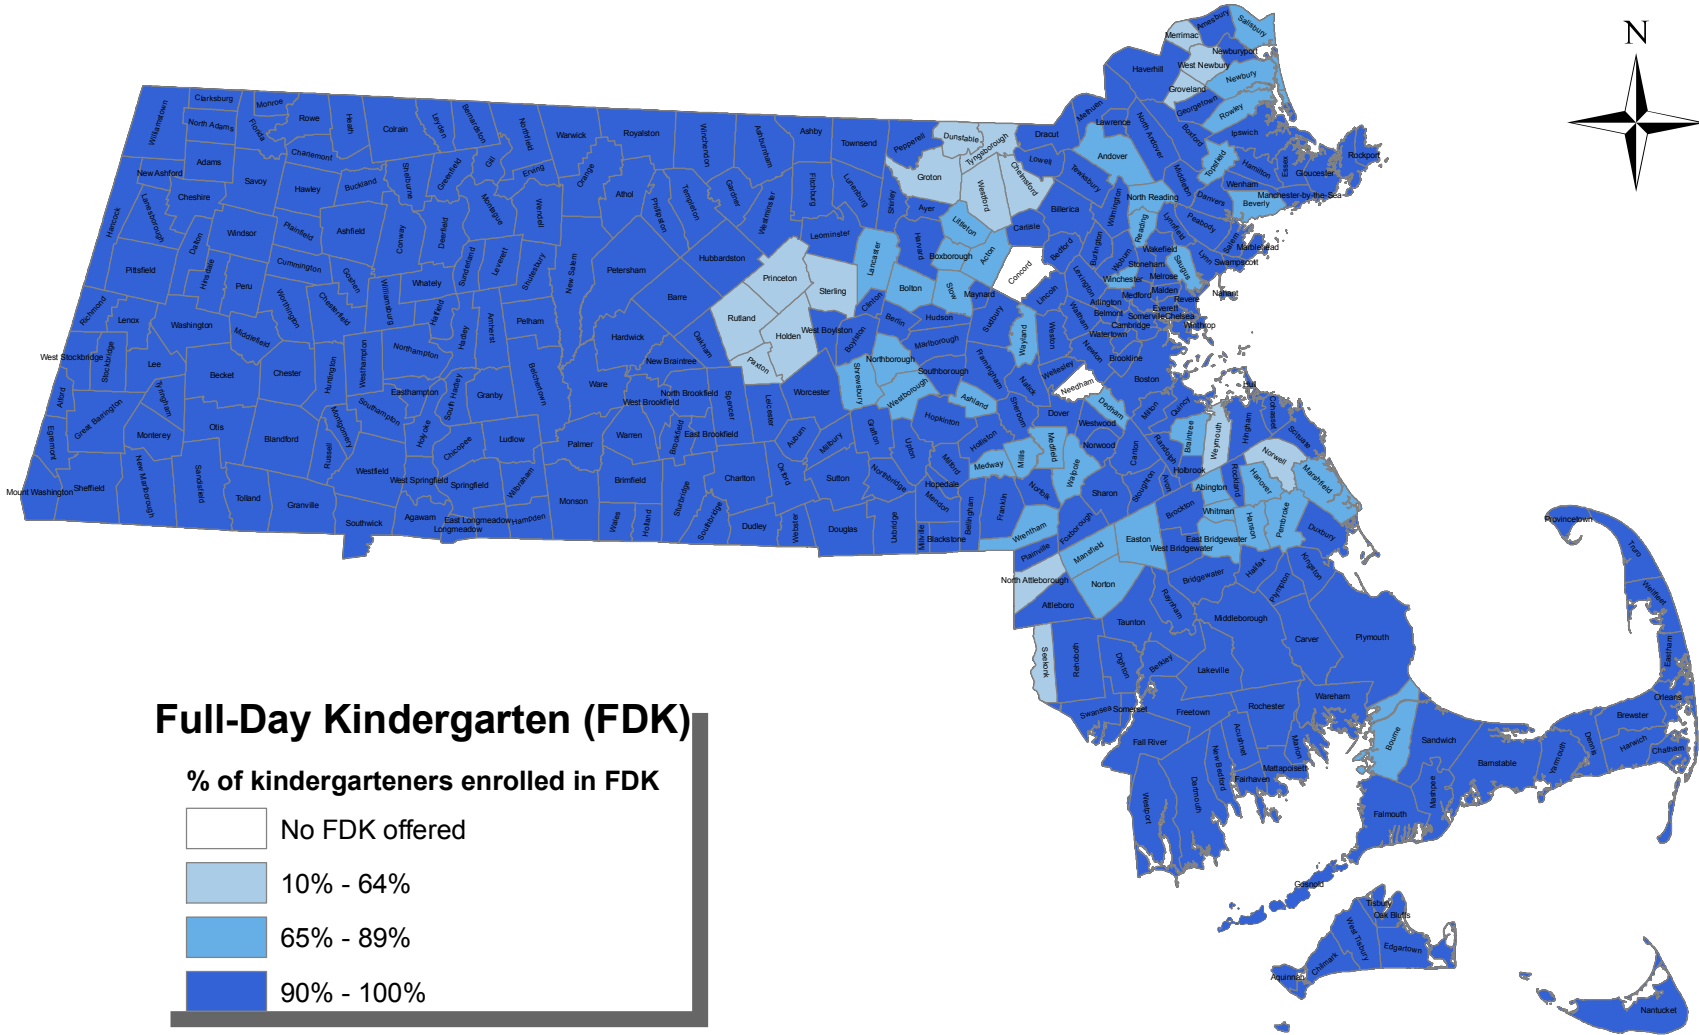 N
Amesbury
Salisbury
Merrimac
Newburyport
West Newbury
Haverhill
Newbury
Groveland
Georgetown
Rowley
Methuen
Boxford
Ipswich
Lawrence
North Andover
Clarksburg
Monroe
Rowe
Heath
Colrain
Leyden
Bernardston
Northfield
Warwick
Royalston
Winchendon
Ashburnham
Ashby
Townsend
Pepperell
Dunstable
Tyngsborough
Dracut
Williamstown
North Adams
Florida
Charlemont
Shelburne
Greenfield
Gill
Erving
Orange
Lowell
Andover
Topsfield
Hamilton
Essex
Gloucester
Rockport
Adams
New Ashford
Savoy
Hawley
Buckland
Athol
Phillipston
Templeton
Gardner
Westminster
Fitchburg
Lunenburg
Shirley
Groton
Westford
Chelmsford
Tewksbury
Middleton
Wenham
Manchester-by-the-Sea
Beverly
Danvers
Cheshire
Lanesborough
Hancock
Montague
Wendell
Ayer
Billerica
Wilmington
North Reading
Reading
Lynnfield
Peabody
Windsor
Dalton
Plainfield
Ashfield
Conway
Deerfield
Leominster
Harvard
Littleton
Carlisle
Bedford
Burlington
Woburn
Wakefield
Salem
Marblehead
Pittsfield
Hinsdale
Peru
Cummington
Goshen
Williamsburg
Whately
Sunderland
Leverett
Shutesbury
New Salem
Petersham
Hubbardston
Princeton
Lancaster
Boxborough
Acton
Concord
Lexington
Stoneham
Saugus
Lynn
Swampscott
Winchester
Melrose
Nahant
Richmond
Lenox
Washington
Middlefield
Worthington
Chesterfield
Hatfield
Hadley
Amherst
Pelham
Barre
Sterling
Clinton
Bolton
Stow
Maynard
Lincoln
Arlington
Medford
Malden
Revere
Everett
Belmont
Somerville
Chelsea
Winthrop
Cambridge
Watertown
Waltham
Rutland
Holden
West Boylston
Boylston
Berlin
Hudson
Sudbury
Wayland
Weston
Newton
Brookline
Boston
West Stockbridge
Stockbridge
Lee
Becket
Chester
Huntington
Westhampton
Northampton
Hardwick
New Braintree
Oakham
Paxton
Northborough
Marlborough
Southborough
Framingham
Natick
Wellesley
Needham
Hull
Alford
Great Barrington
Tyringham
Montgomery
Southampton
Easthampton
South Hadley
Granby
Belchertown
Ware
West Brookfield
North Brookfield
Spencer
Leicester
Worcester
Shrewsbury
Westborough
Ashland
Sherborn
Dover
Dedham
Milton
Quincy
Cohasset
Egremont
Monterey
Otis
Blandford
Russell
Holyoke
Chicopee
Ludlow
Palmer
Warren
Brookfield
East Brookfield
Auburn
Millbury
Grafton
Hopkinton
Holliston
Westwood
Norwood
Canton
Randolph
Braintree
Weymouth
Hingham
Scituate
Norwell
Upton
Milford
Medway
Millis
Medfield
Walpole
Holbrook
Mount Washington
Sheffield
New Marlborough
Sandisfield
Tolland
Granville
Westfield
West Springfield
Springfield
Wilbraham
Monson
Brimfield
Sturbridge
Charlton
Oxford
Sutton
Northbridge
Hopedale
Mendon
Norfolk
Sharon
Stoughton
Avon
Abington
Rockland
Hanover
Marshfield
Southwick
Agawam
East Longmeadow
Longmeadow
Hampden
Wales
Holland
Southbridge
Dudley
Webster
Douglas
Uxbridge
Millville
Blackstone
Bellingham
Franklin
Wrentham
Foxborough
Brockton
Whitman
Hanson
Pembroke
Duxbury
Plainville
Mansfield
Easton
West Bridgewater
East Bridgewater
Provincetown
Truro
North Attleborough
Norton
Bridgewater
Halifax
Plympton
Kingston
Wellfleet
Attleboro
Raynham
Taunton
Middleborough
Carver
Plymouth
Seekonk
Rehoboth
Dighton
Berkley
Lakeville
Eastham
Swansea
Somerset
Freetown
Rochester
Wareham
Orleans
Brewster
Fall River
Acushnet
Marion
Bourne
Sandwich
Barnstable
Yarmouth
Dennis
Harwich
Chatham
Westport
Dartmouth
New Bedford
Fairhaven
Mattapoisett
Mashpee
Falmouth
Gosnold
Tisbury
Oak Bluffs
West Tisbury
Edgartown
Chilmark
Aquinnah
Nantucket
Full-Day Kindergarten (FDK)
% of kindergarteners enrolled in FDK
No FDK offered
10% - 64%
65% - 89%
90% - 100%